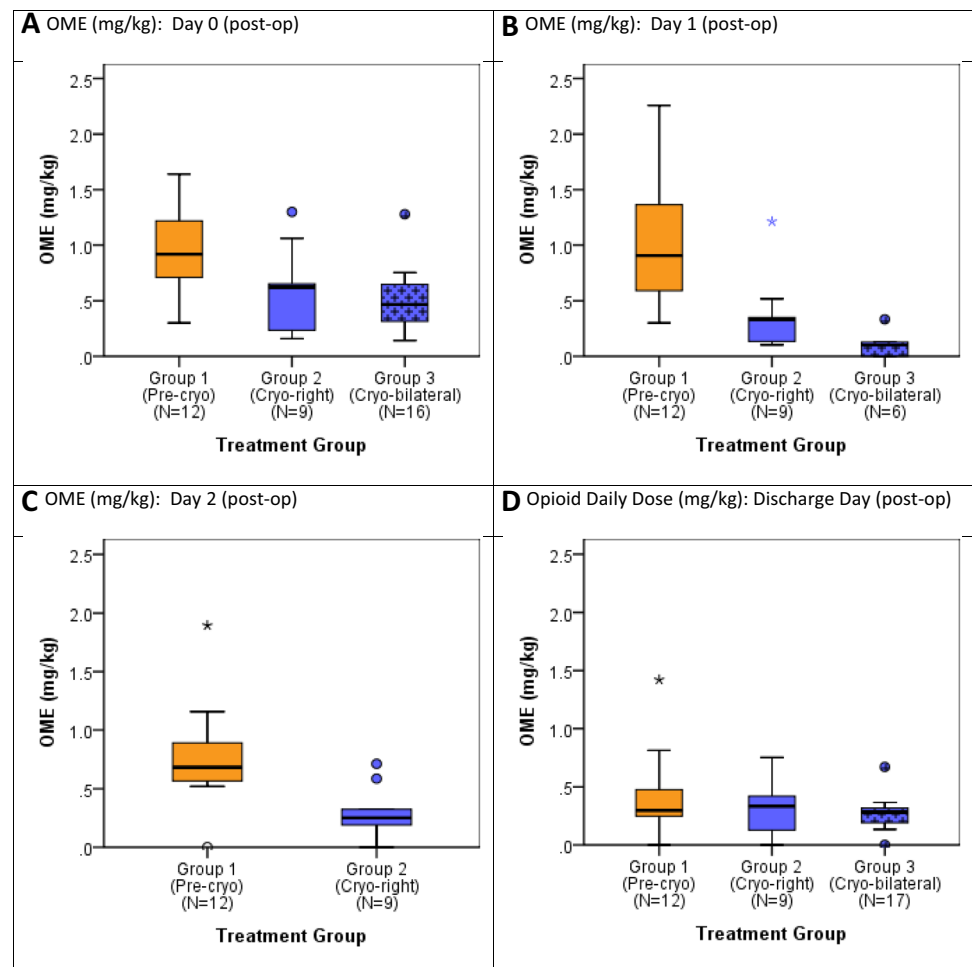 A OME (mg/kg): Day 0 (post-op)
OME (mg/kg)
2.5
2.0
1.5
1.0
.5
.0
Group 1 Group 2 Group 3
(Pre-cryo) (Cryo-right) (Cryo-bilateral)
(N=12) (N=9) (N=16)
Treatment Group
B OME (mg/kg): Day 1 (post-op)
OME (mg/kg)
2.5
2.0
1.5
1.0
.5
.0
Group 1 Group 2 Group 3
(Pre-cryo) (Cryo-right) (Cryo-bilateral)
(N=12) (N=9) (N=6)
Treatment Group
C OME (mg/kg): Day 2 (post-op)
OME (mg/kg)
2.5
2.0
1.5
1.0
.5
.0
Group 1 Group 2
(Pre-cryo) (Cryo-right)
(N=12) (N=9)
Treatment Group
D Opioid Daily Dose (mg/kg): Discharge Day (post-op)
OME (mg/kg)
2.5
2.0
1.5
1.0
.5
.0
Group 1 Group 2 Group 3
(Pre-cryo) (Cryo-right) (Cryo-bilateral)
(N=12) (N=9) (N=17)
Treatment Group